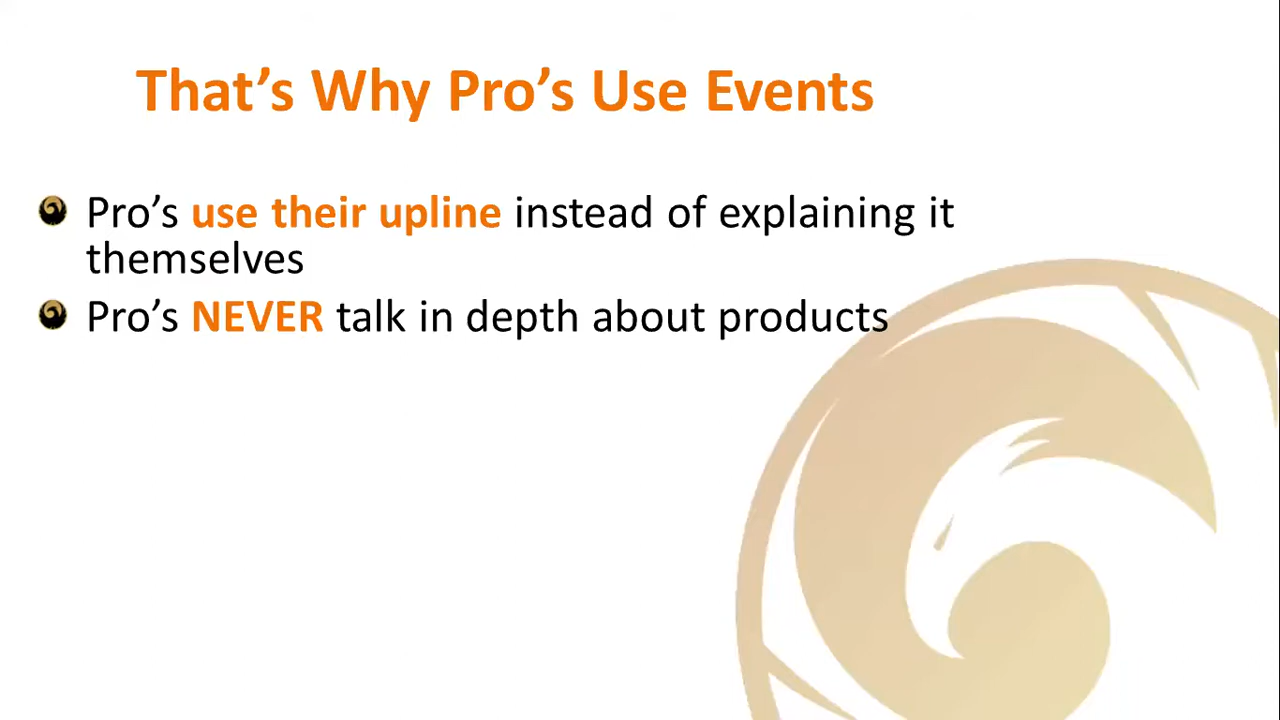 That’s Why Pro’s Use Events
Pro’s use their upline instead of explaining it
themselves
Pro’s NEVER talk in depth about products